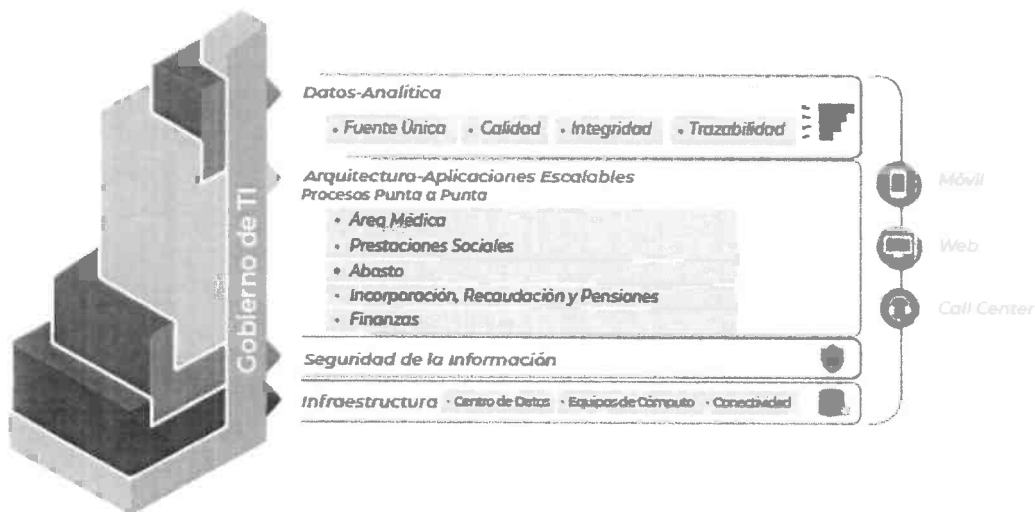 Gobierno de TI
Datos-Analítica
• Fuente Única • Calidad • Integridad • Trazabilidad
Arquitectura-Aplicaciones Escalables
Procesos Punta a Punta
• Área Médica
• Prestaciones Sociales
• Abasto
• Incorporación, Recaudación y Pensiones
• Finanzas
Seguridad de la información
Infraestructura • Centro de Datos • Equipos de Cómputo • Conectividad
Móvil
Web
Call Center